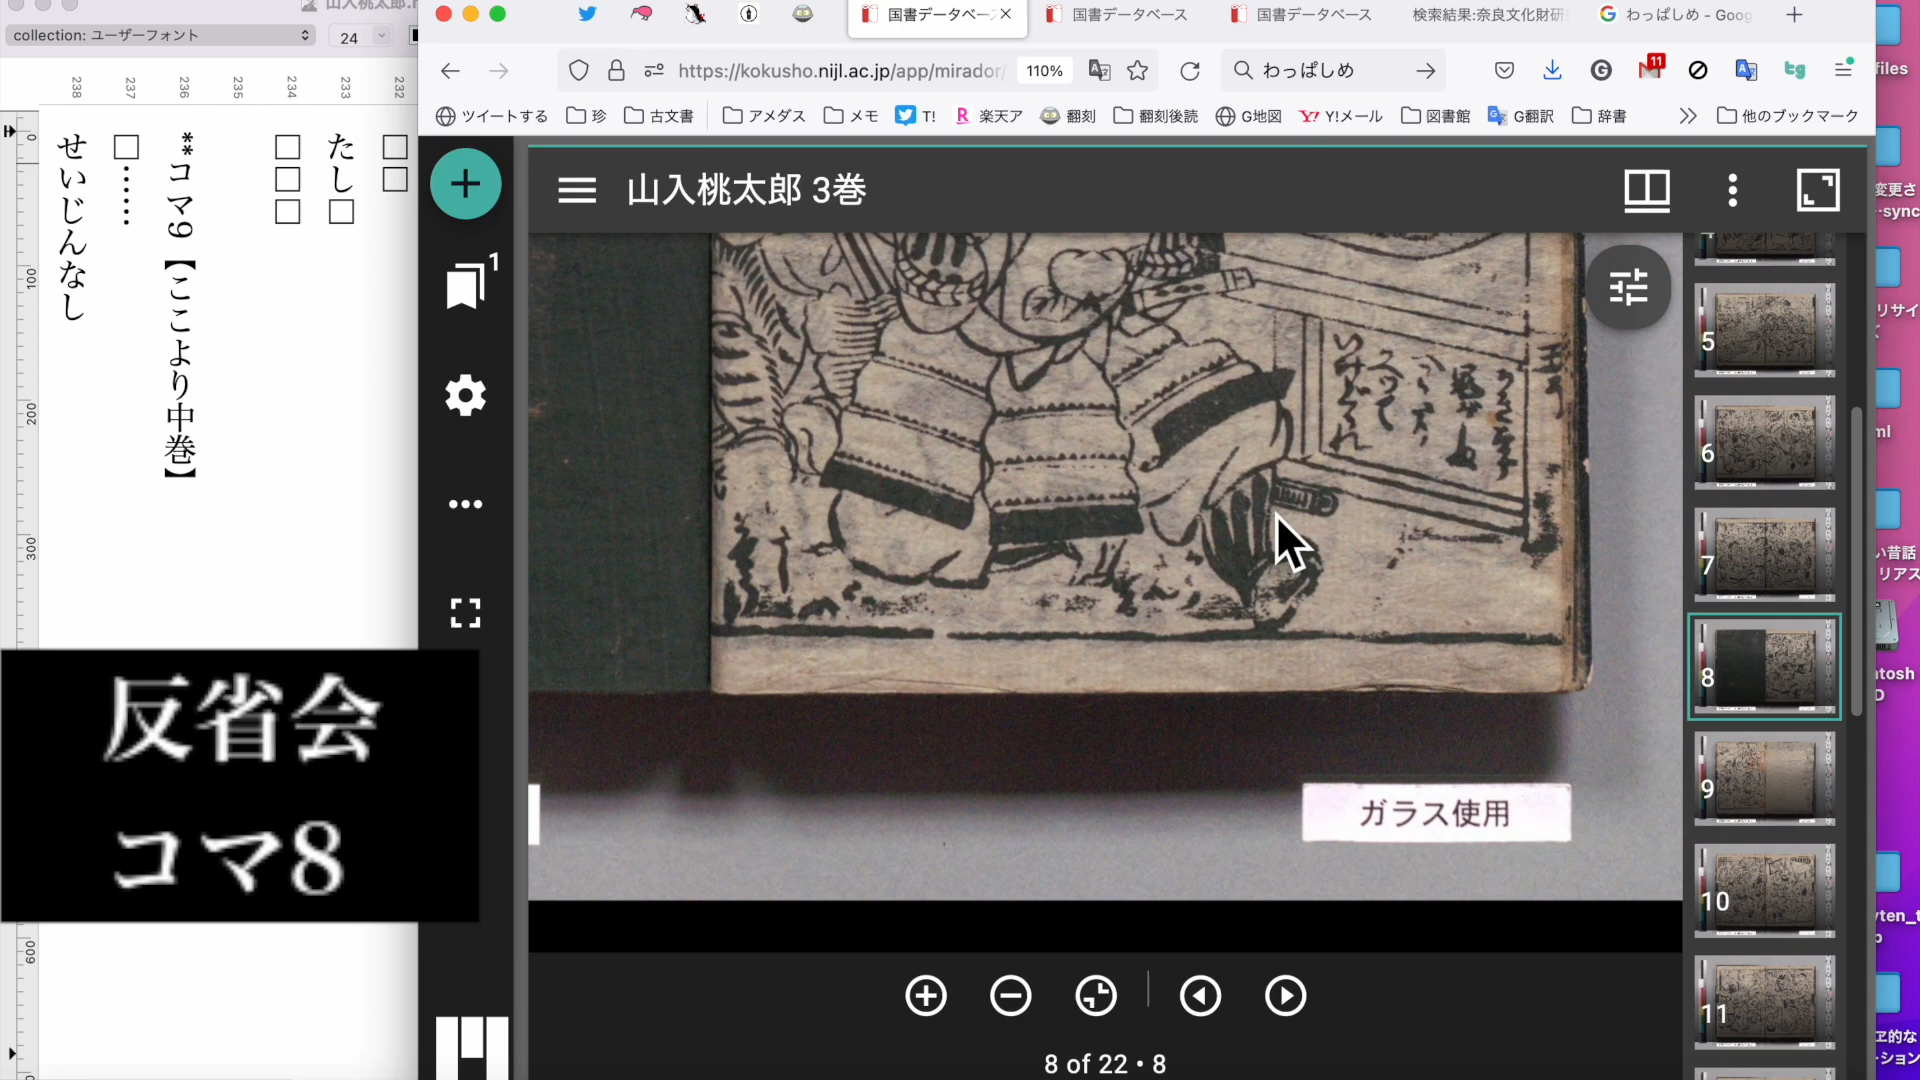 山入桃太郎
collection: ユーザーフォント
24
238
237
236
235
234
233
232
0
100
200
300
600
□□
たし□
□□□
**コマ9【ここより中巻】
□……
せいじんなし
反省会
コマ8
国書データベース
国書データベース
国書データベース
検索結果:奈良文化財研
わっぱしめ - Goog
https://kokusho.nijl.ac.jp/app/mirador/
110%
わっぱしめ
11
ツイートする
珍
古文書
アメダス
メモ
T!
楽天ア
翻刻
翻刻後読
G地図
Y!メール
図書館
G翻訳
辞書
他のブックマーク
1
山入桃太郎 3巻
ガラス使用
5
6
7
8
9
10
11
8 of 22 • 8
files
変更さ
sync
リサイ
ml
い昔話
リアス
ntosh
D
yten_t
p
ヱ的な
ーション